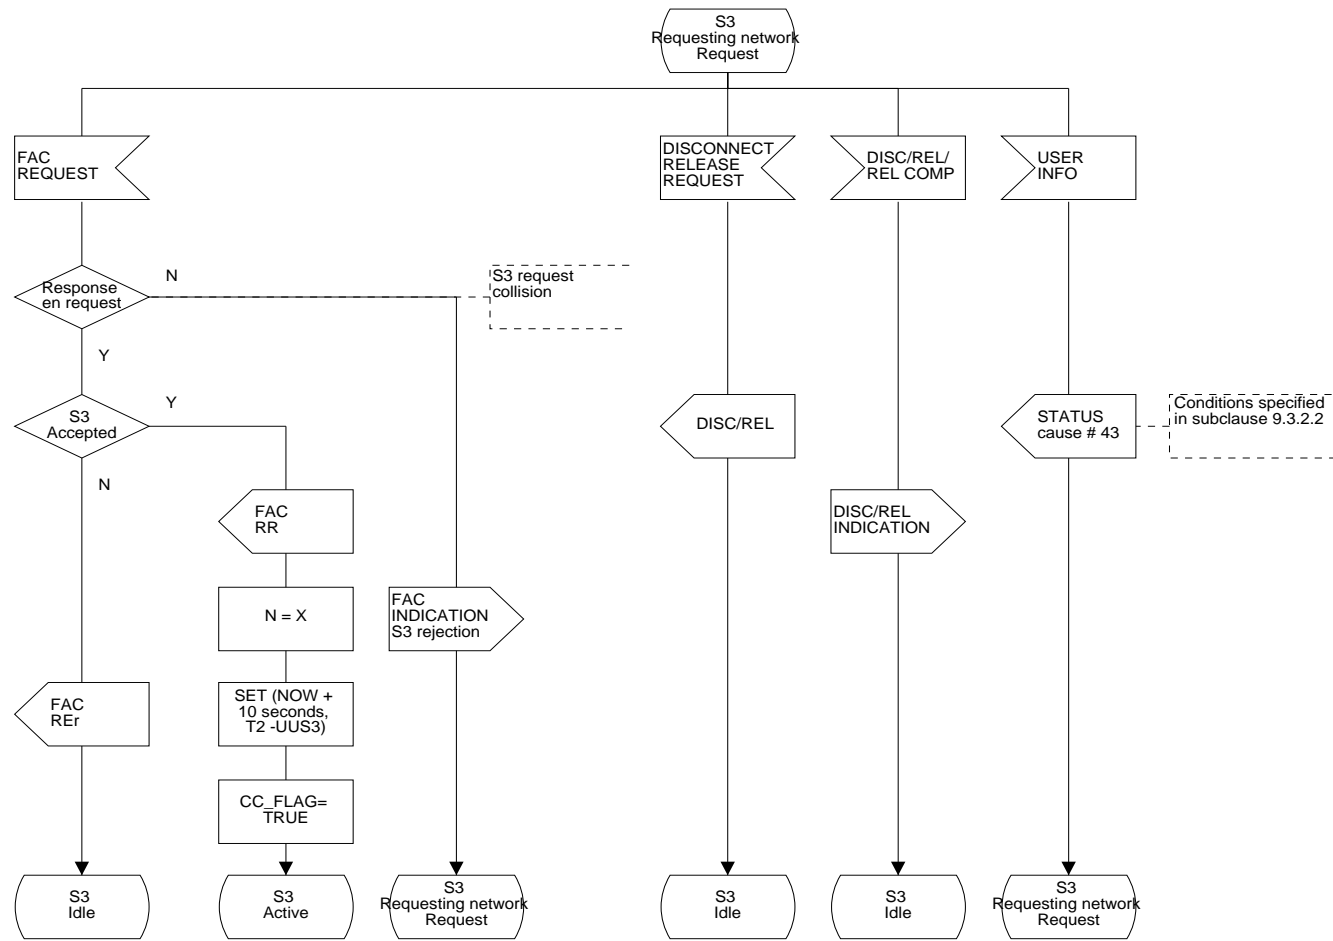 S3
Requesting network
Request
FAC
REQUEST
DISCONNECT
RELEASE
REQUEST
DISC/REL/
REL COMP
USER
INFO
Response
en request
N
S3 request
collision
Y
S3
Accepted
Y
DISC/REL
STATUS
cause # 43
Conditions specified
in subclause 9.3.2.2
N
FAC
RR
DISC/REL
INDICATION
N = X
FAC
INDICATION
S3 rejection
FAC
REr
SET (NOW +
10 seconds,
T2 -UUS3)
CC_FLAG=
TRUE
S3
Idle
S3
Active
S3
Requesting network
Request
S3
Idle
S3
Idle
S3
Requesting network
Request